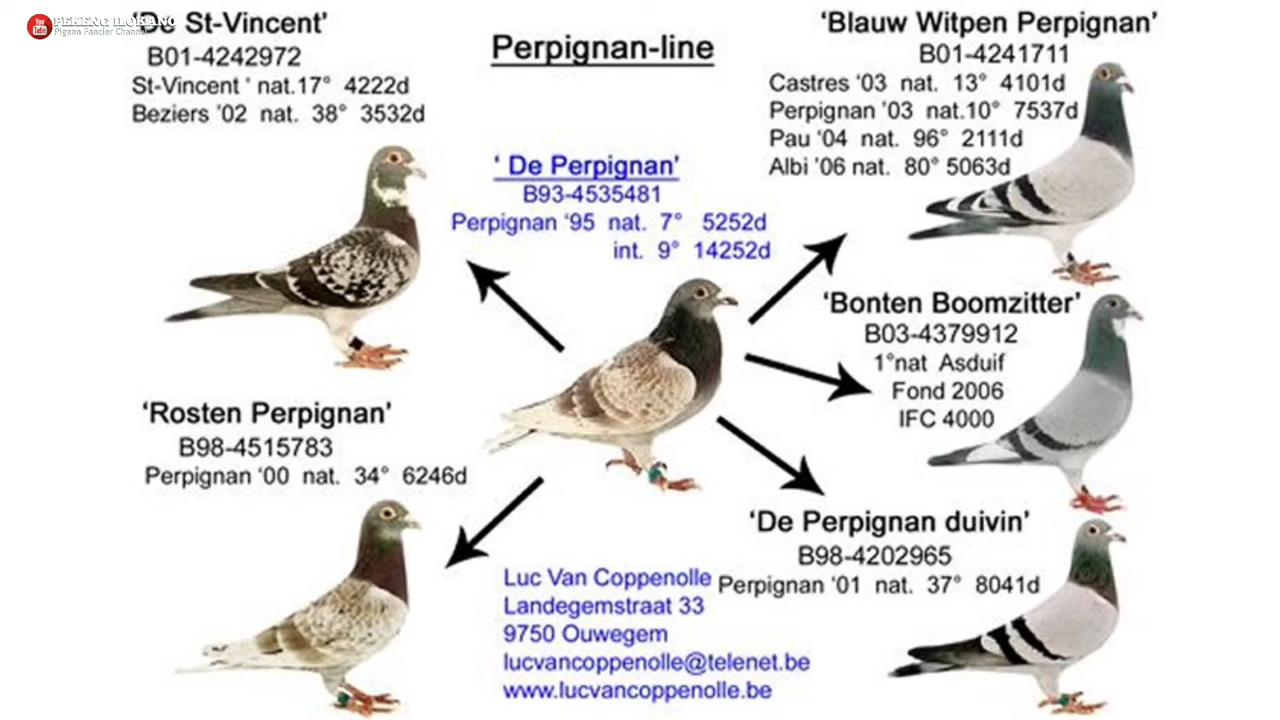 PEKENG ILOKANO
Pigeon Fancier Channel
'De St-Vincent'
B01-4242972
St-Vincent ' nat.17° 4222d
Beziers '02 nat. 38° 3532d
Perpignan-line
'Blauw Witpen Perpignan'
B01-4241711
Castres '03 nat. 13° 4101d
Perpignan '03 nat.10° 7537d
Pau '04 nat. 96° 2111d
Albi '06 nat. 80° 5063d
' De Perpignan'
B93-4535481
Perpignan '95 nat. 7° 5252d
int. 9° 14252d
'Bonten Boomzitter'
B03-4379912
1°nat Asduif
Fond 2006
IFC 4000
'Rosten Perpignan'
B98-4515783
Perpignan '00 nat. 34° 6246d
'De Perpignan duivin'
B98-4202965
Perpignan '01 nat. 37° 8041d
Luc Van Coppenolle
Landegemstraat 33
9750 Ouwegem
lucvancoppenolle@telenet.be
www.lucvancoppenolle.be